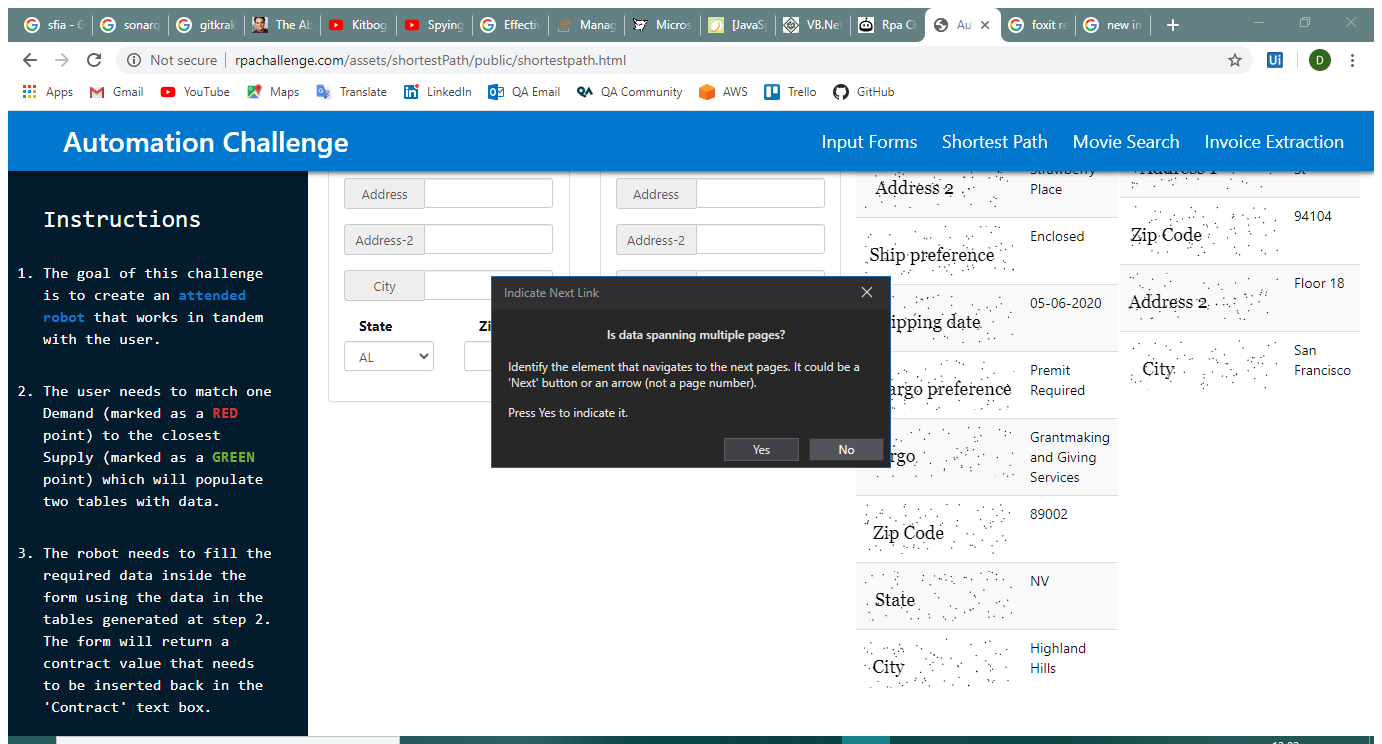 sfia - G
sonarq
gitkrak
The Ab
Kitbog
Spying
Effectiv
Manag
Micros
[JavaS
VB.Ne
Rpa Ch
Au
foxit re
new in
Not secure
rpachallenge.com/assets/shortestPath/public/shortestpath.html
Ui
D
Apps
Gmail
YouTube
Maps
Translate
LinkedIn
QA Email
QA Community
AWS
Trello
GitHub
Automation Challenge
Input Forms
Shortest Path
Movie Search
Invoice Extraction
Instructions
1. The goal of this challenge
is to create an attended
robot that works in tandem
with the user.
2. The user needs to match one
Demand (marked as a RED
point) to the closest
Supply (marked as a GREEN
point) which will populate
two tables with data.
3. The robot needs to fill the
required data inside the
form using the data in the
tables generated at step 2.
The form will return a
contract value that needs
to be inserted back in the
'Contract' text box.
Address
Address-2
City
State
Zi
AL
Address
Address-2
Indicate Next Link
Is data spanning multiple pages?
Identify the element that navigates to the next pages. It could be a
'Next' button or an arrow (not a page number).
Press Yes to indicate it.
Yes
No
Address 2
Strawberry
Place
Ship preference
Enclosed
ipping date
05-06-2020
argo preference
Premit
Required
rgo
Grantmaking
and Giving
Services
Zip Code
89002
State
NV
City
Highland
Hills
Address 1
St
Zip Code
94104
Address 2
Floor 18
City
San
Francisco